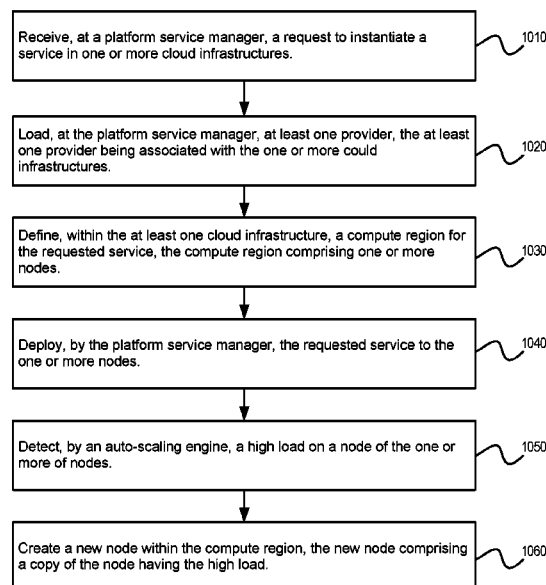 Receive, at a platform service manager, a request to instantiate a
service in one or more cloud infrastructures.
1010
Load, at the platform service manager, at least one provider, the at least
one provider being associated with the one or more could
infrastructures.
1020
Define, within the at least one cloud infrastructure, a compute region for
the requested service, the compute region comprising one or more
nodes.
1030
Deploy, by the platform service manager, the requested service to the
one or more nodes.
1040
Detect, by an auto-scaling engine, a high load on a node of the one or
more of nodes.
1050
Create a new node within the compute region, the new node comprising
a copy of the node having the high load.
1060